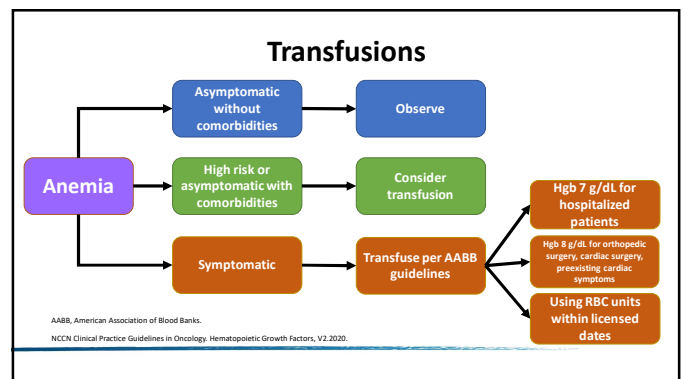 Transfusions
Asymptomatic
without
comorbidities
Observe
Anemia
High risk or
asymptomatic with
comorbidities
Consider
transfusion
Symptomatic
Transfuse per AABB
guidelines
Hgb 7 g/dL for
hospitalized
patients
Hgb 8 g/dL for orthopedic
surgery, cardiac surgery,
preexisting cardiac
symptoms
Using RBC units
within licensed
dates
AABB, American Association of Blood Banks.
NCCN Clinical Practice Guidelines in Oncology. Hematopoietic Growth Factors, V2.2020.